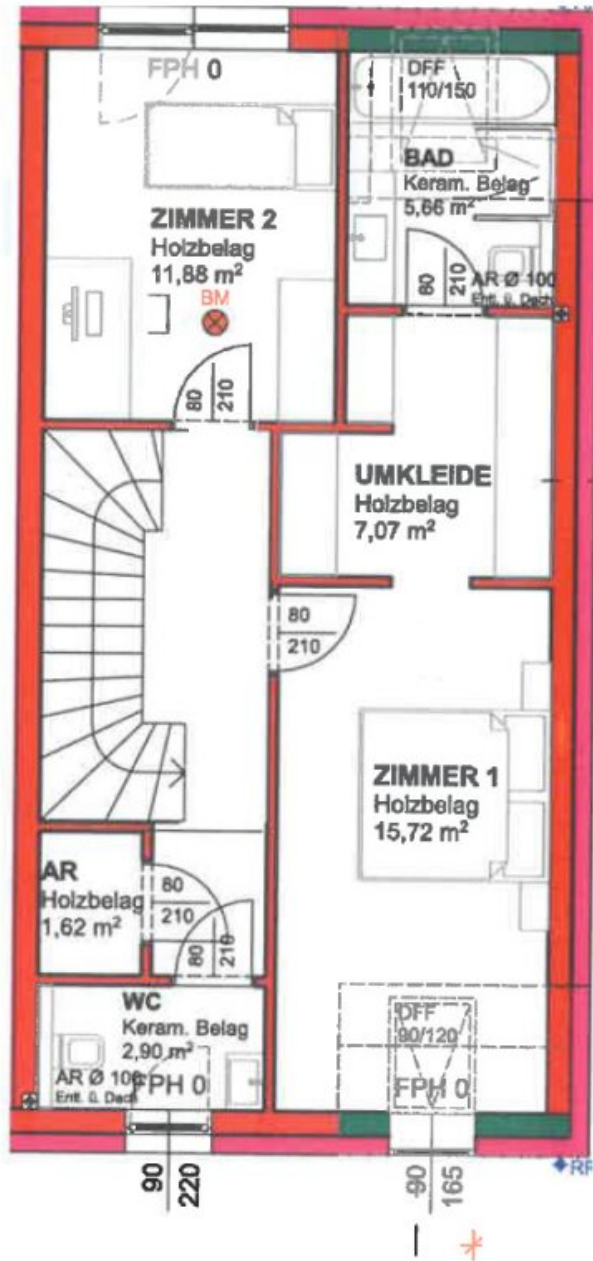 FPH 0
DFF
110/150
BAD
Keram. Belag
5,66 m²
ZIMMER 2
Holzbelag
11,88 m²
BM
80
210
AR Ø 100
Entl. ü. Dach
80
210
UMKLEIDE
Holzbelag
7,07 m²
80
210
ZIMMER 1
Holzbelag
15,72 m²
AR
Holzbelag
1,62 m²
80
210
80
210
WC
Keram. Belag
2,90 m²
AR Ø 100
Entl. ü. Dach
FPH 0
DFF
90/120
FPH 0
90
220
90
165
RF